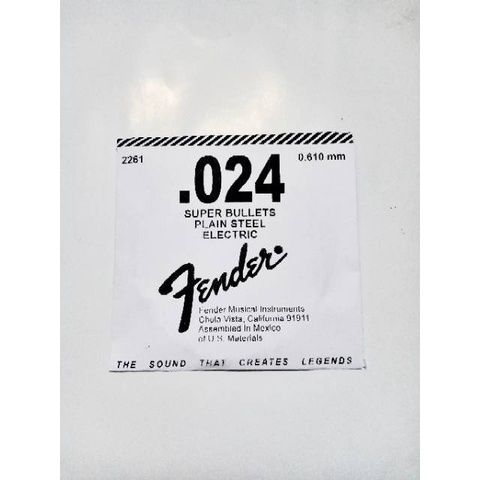 2261 0.610 mm
.024
SUPER BULLETS
PLAIN STEEL
ELECTRIC
Fender
Fender Musical Instruments
Chula Vista, California 91911
Assembled In Mexico
of U.S. Materials
THE SOUND THAT CREATES LEGENDS